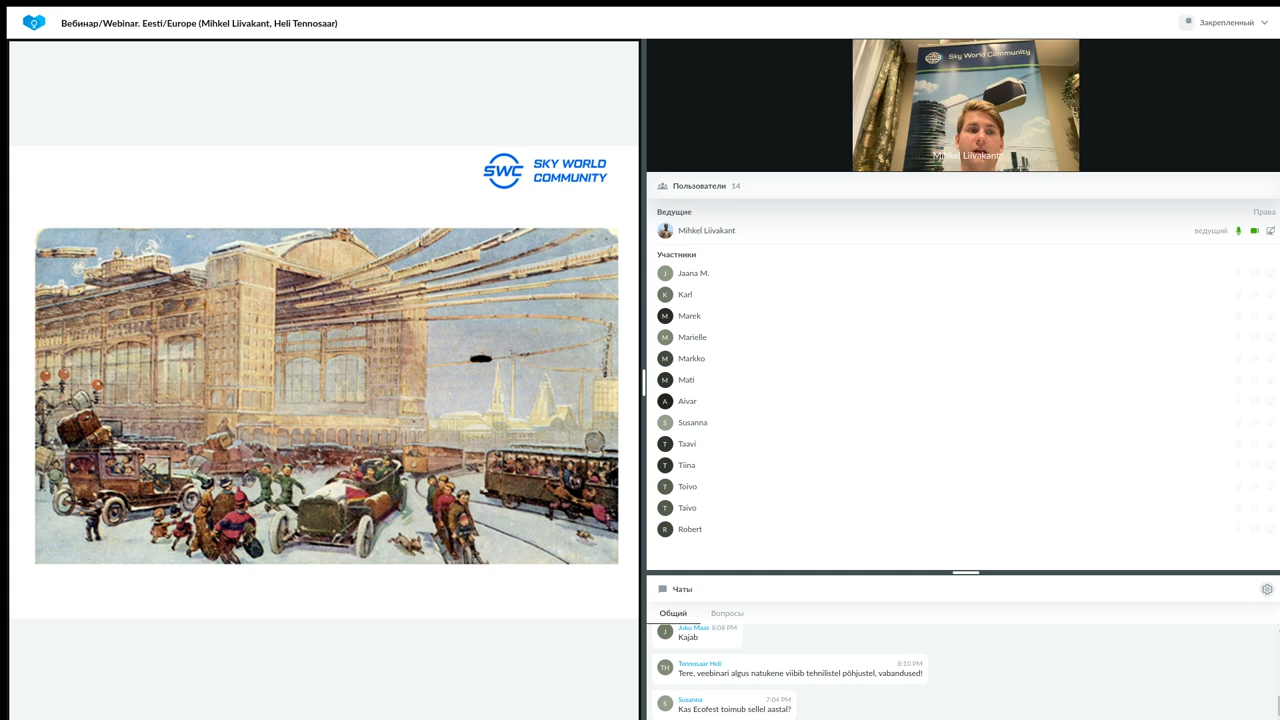 Вебинар/Webinar. Eesti/Europe (Mihkel Liivakant, Heli Tennosaar)
Закрепленный
SWC SKY WORLD
COMMUNITY
Sky World Community
Mihkel Liivakant
Пользователи 14
Ведущие Права
Mihkel Liivakant ведущий
Участники
J Jaana M.
K Karl
M Marek
M Marielle
M Markko
M Mati
A Aivar
S Susanna
T Taavi
T Tiina
T Toivo
T Taivo
R Robert
Чаты
Общий Вопросы
J Juku Maas 8:08 PM
Kajab
TH Tennosaar Heli 8:10 PM
Tere, veebinari algus natukene viibib tehnilistel põhjustel, vabandused!
S Susanna 7:04 PM
Kas Ecofest toimub sellel aastal?